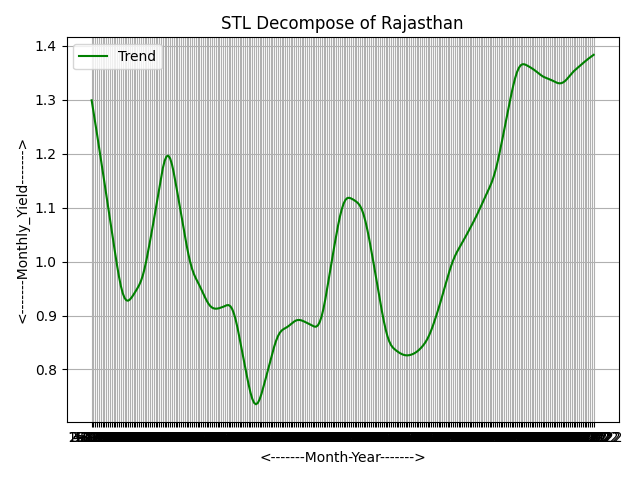 STL Decompose of Rajasthan
Trend
1.4
1.3
1.2
1.1
1.0
0.9
0.8
<------Monthly_Yield------->
<-------Month-Year------->